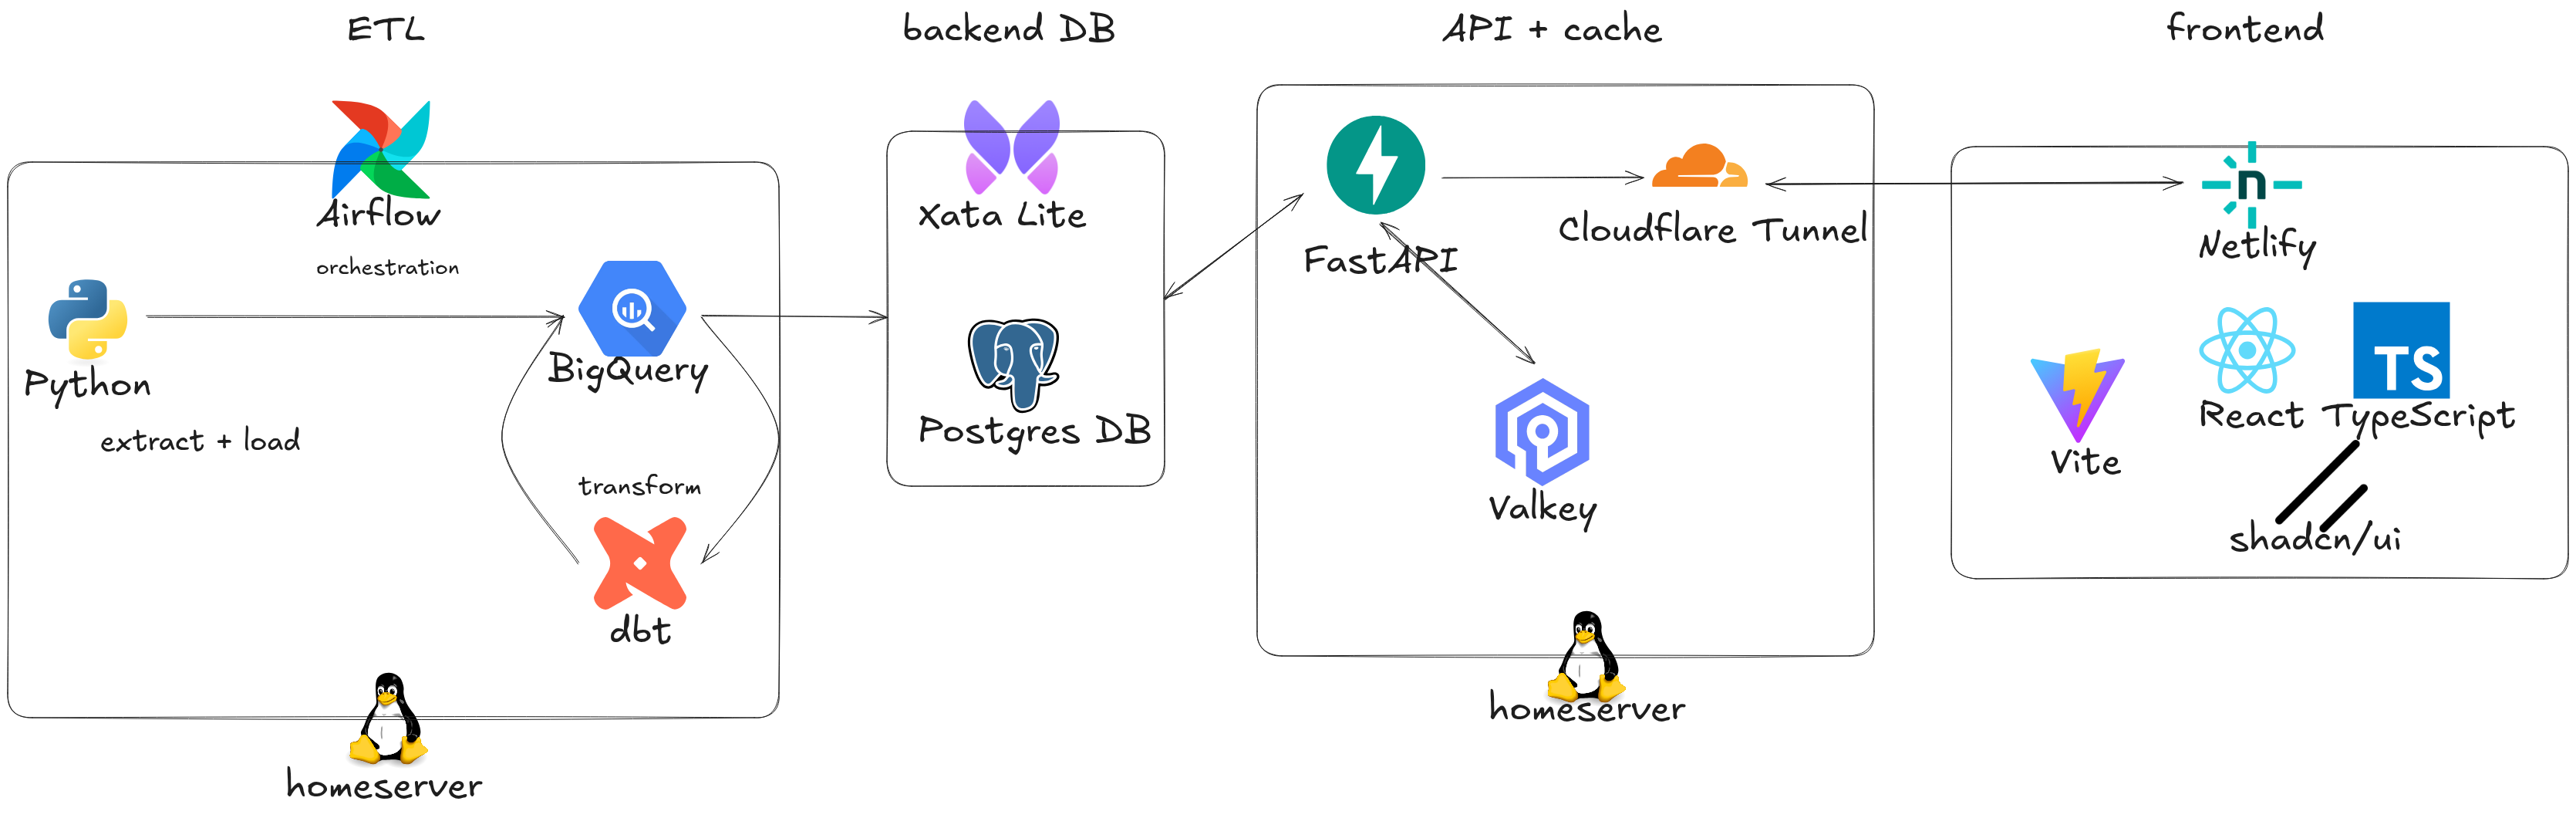 ETL
backend DB
API + cache
frontend
Airflow
orchestration
Python
extract + load
BigQuery
transform
dbt
homeserver
Xata Lite
Postgres DB
FastAPI
Cloudflare Tunnel
Valkey
homeserver
n
Netlify
TS
React TypeScript
Vite
shadcn/ui